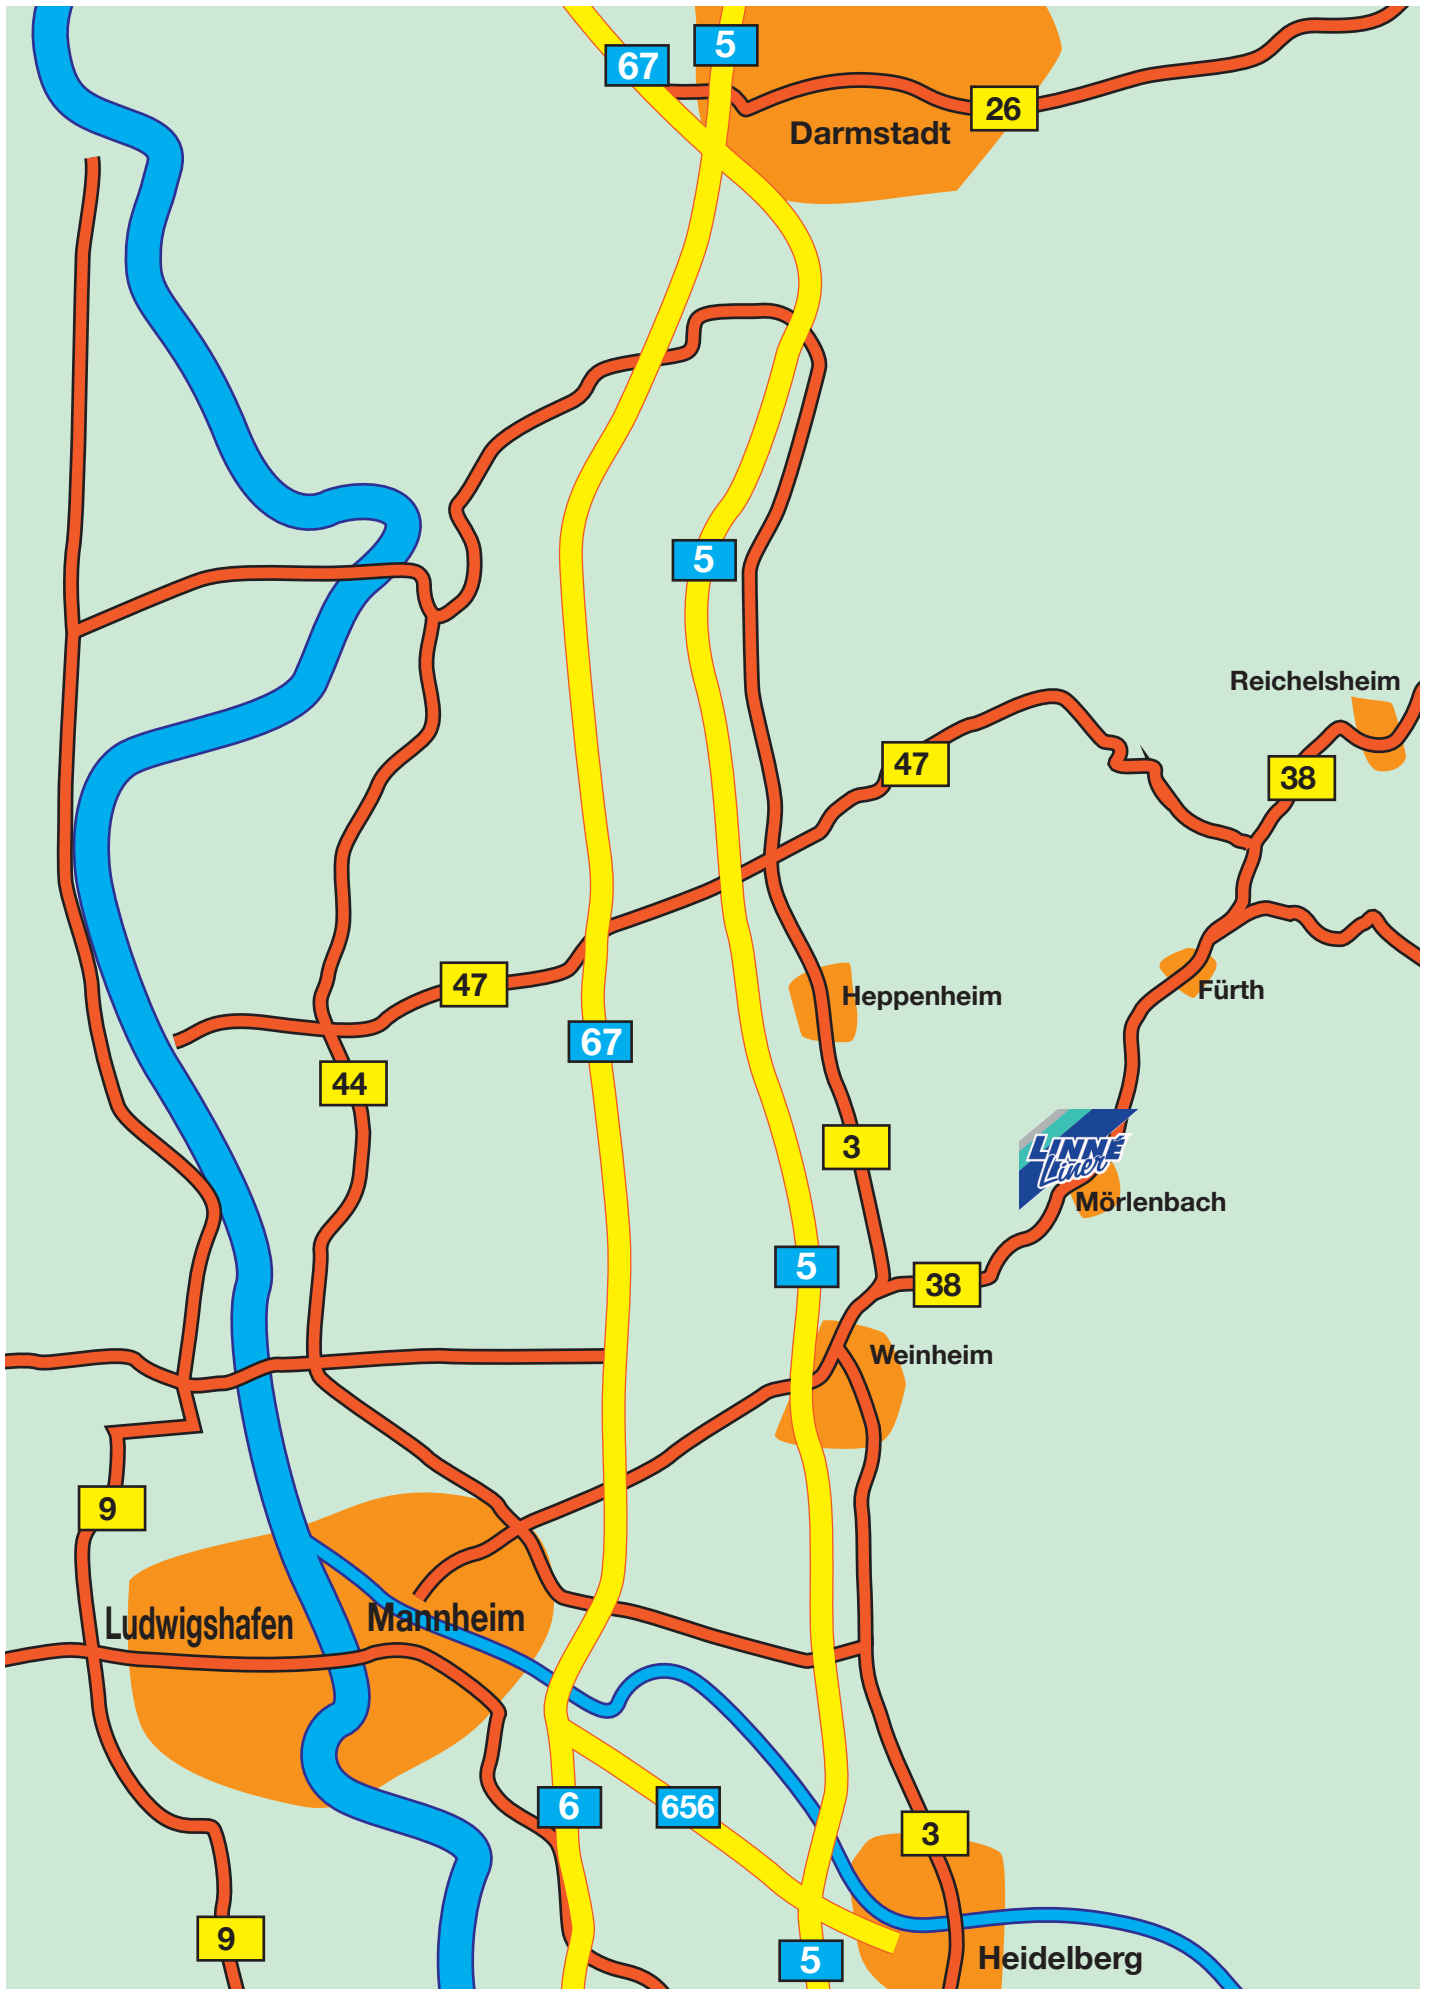 5
67
26
Darmstadt
5
Reichelsheim
47
38
47
Heppenheim
Fürth
67
44
3
LINNÉ
Liner
Mörlenbach
5
38
Weinheim
9
Ludwigshafen
Mannheim
6
656
3
9
5
Heidelberg